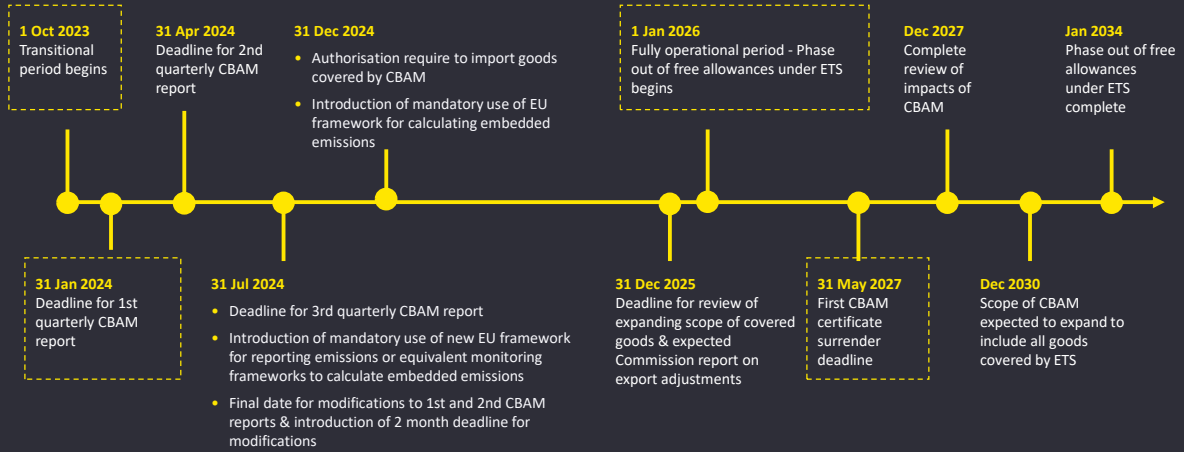 1 Oct 2023
Transitional
period begins
31 Apr 2024
Deadline for 2nd
quarterly CBAM
report
31 Dec 2024
• Authorisation require to import goods
covered by CBAM
• Introduction of mandatory use of EU
framework for calculating embedded
emissions
1 Jan 2026
Fully operational period - Phase
out of free allowances under ETS
begins
Dec 2027
Complete
review of
impacts of
CBAM
Jan 2034
Phase out of free
allowances
under ETS
complete
31 Jan 2024
Deadline for 1st
quarterly CBAM
report
31 Jul 2024
• Deadline for 3rd quarterly CBAM report
• Introduction of mandatory use of new EU framework
for reporting emissions or equivalent monitoring
frameworks to calculate embedded emissions
• Final date for modifications to 1st and 2nd CBAM
reports & introduction of 2 month deadline for
modifications
31 Dec 2025
Deadline for review of
expanding scope of covered
goods & expected
Commission report on
export adjustments
31 May 2027
First CBAM
certificate
surrender
deadline
Dec 2030
Scope of CBAM
expected to expand to
include all goods
covered by ETS